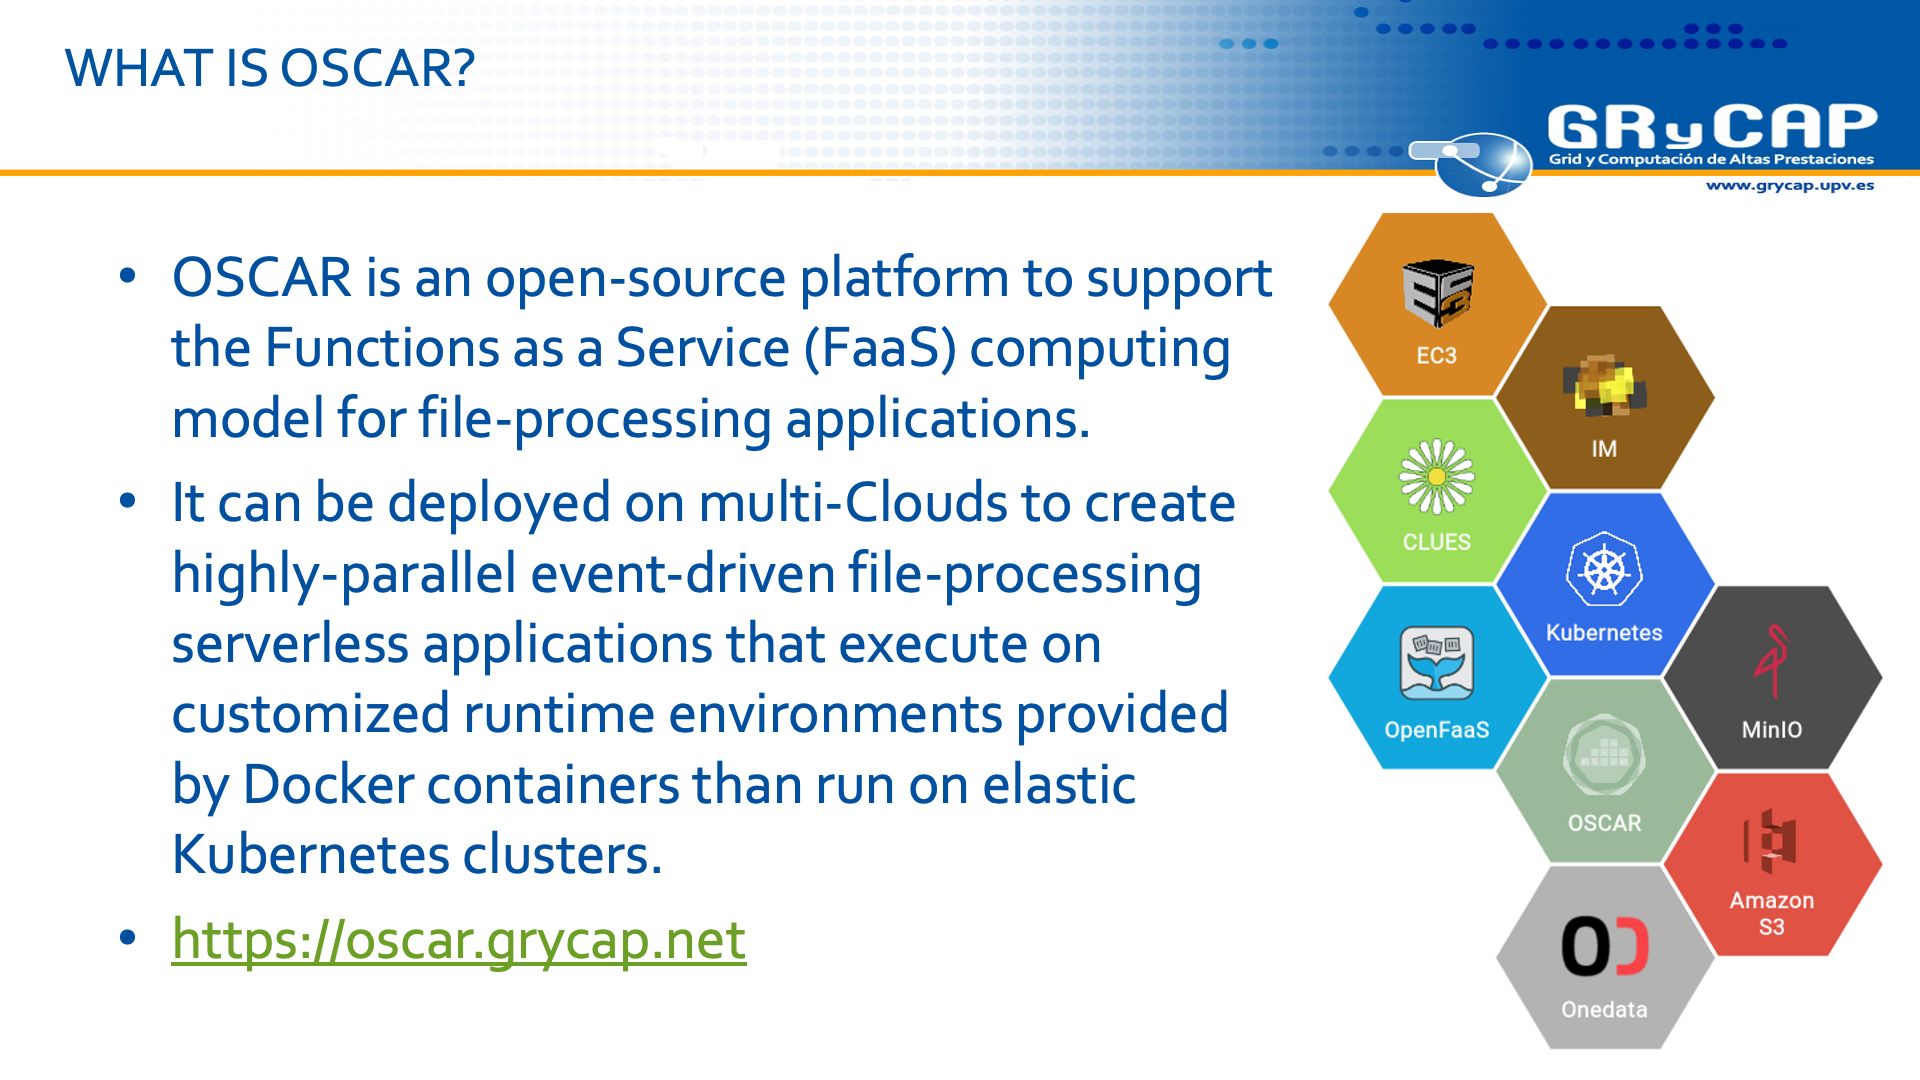 WHAT IS OSCAR?
GRyCAP
Grid y Computación de Altas Prestaciones
www.grycap.upv.es
• OSCAR is an open-source platform to support
the Functions as a Service (FaaS) computing
model for file-processing applications.
• It can be deployed on multi-Clouds to create
highly-parallel event-driven file-processing
serverless applications that execute on
customized runtime environments provided
by Docker containers than run on elastic
Kubernetes clusters.
• https://oscar.grycap.net
EC3
EC3
IM
CLUES
Kubernetes
OpenFaaS
MinIO
OSCAR
Amazon
S3
Onedata